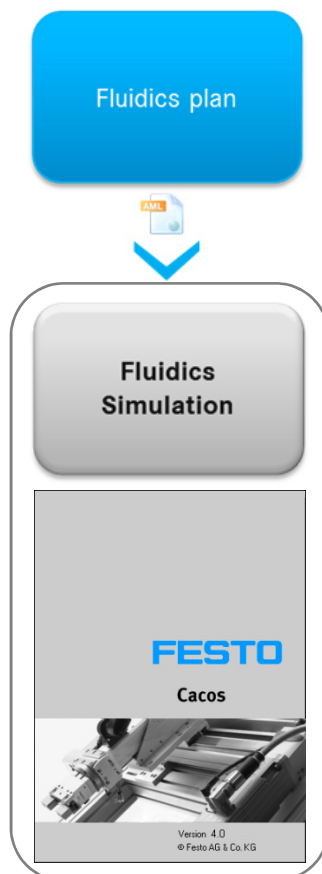 Fluidics plan
AML
Fluidics
Simulation
FESTO
Cacos
Version 4.0
© Festo AG & Co. KG